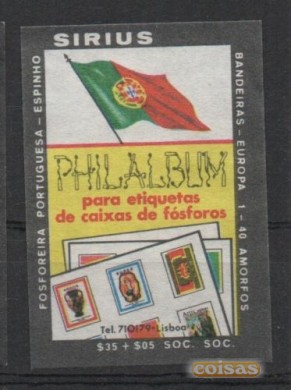 SIRIUS
FOSFOREIRA PORTUGUESA - ESPINHO
BANDEIRAS - EUROPA 1 - 40 AMORFOS
PHILALBUM
para etiquetas
de caixas de fósforos
Tel. 710179 - Lisboa
$35 + $05 SOC. SOC.
coisas